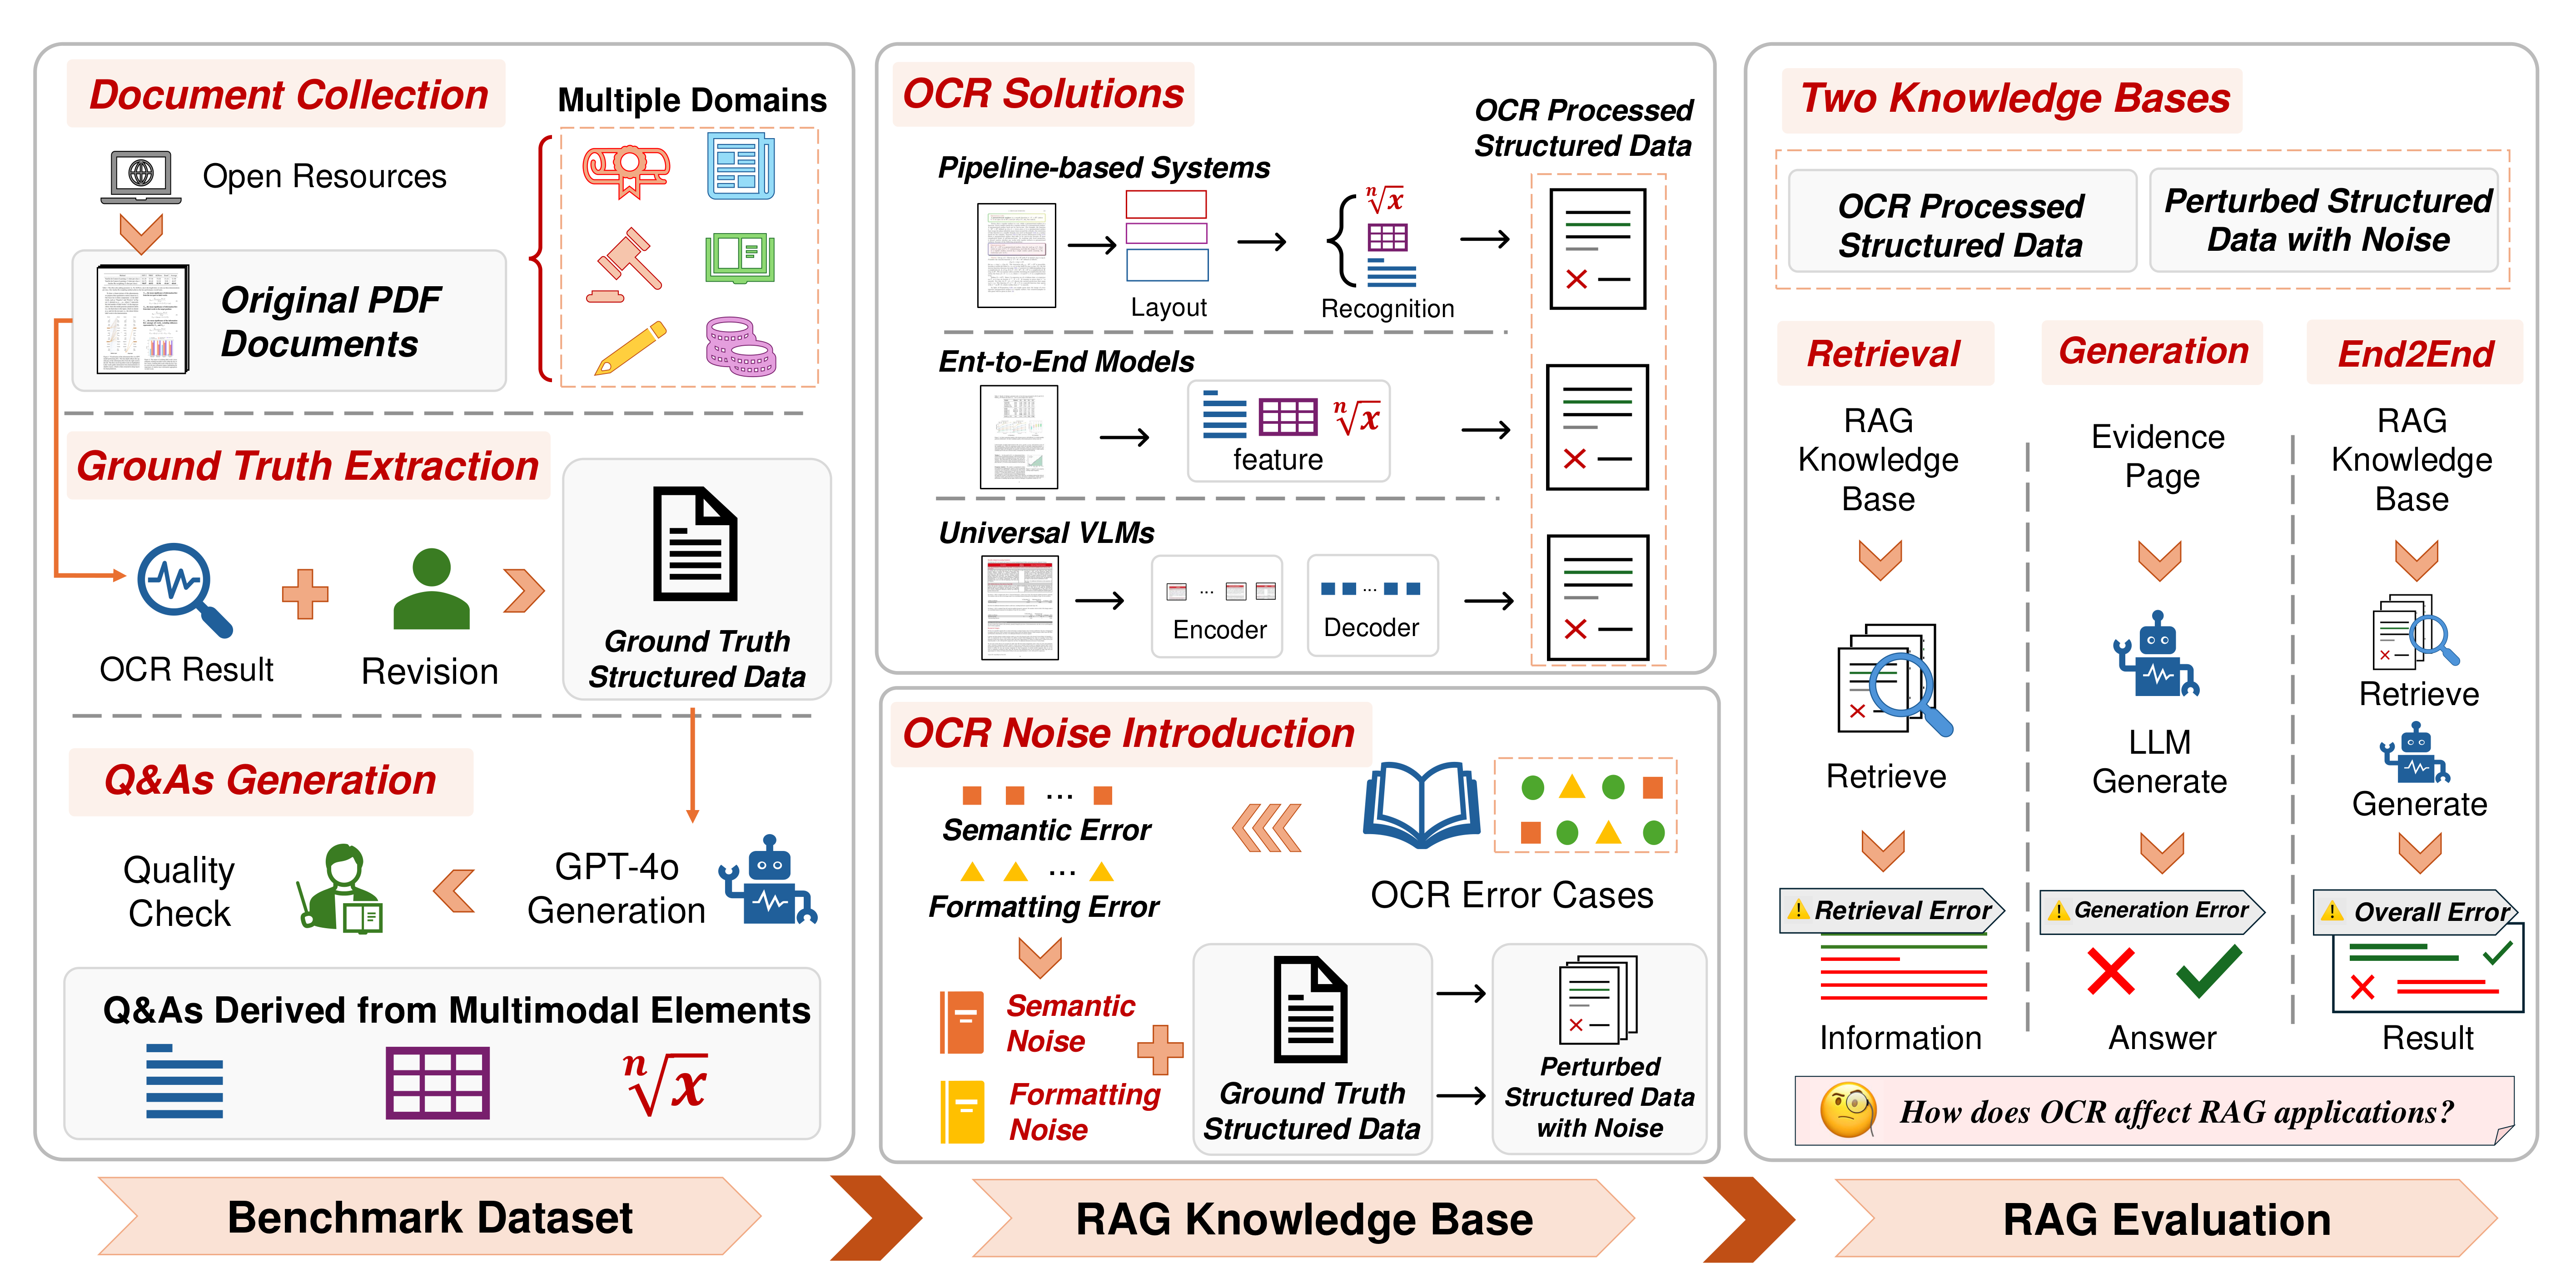 Document Collection
Multiple Domains
Open Resources
Original PDF
Documents
Ground Truth Extraction
OCR Result
Revision
Ground Truth
Structured Data
Q&As Generation
Quality
Check
GPT-4o
Generation
Q&As Derived from Multimodal Elements
n√x
Benchmark Dataset
OCR Solutions
OCR Processed
Structured Data
Pipeline-based Systems
Layout
n√x
Recognition
Ent-to-End Models
n√x
feature
Universal VLMs
...
Encoder
...
Decoder
OCR Noise Introduction
...
Semantic Error
...
Formatting Error
OCR Error Cases
Semantic
Noise
Formatting
Noise
Ground Truth
Structured Data
Perturbed
Structured Data
with Noise
RAG Knowledge Base
Two Knowledge Bases
OCR Processed
Structured Data
Perturbed Structured
Data with Noise
Retrieval
RAG
Knowledge
Base
Retrieve
Retrieval Error
Information
Generation
Evidence
Page
LLM
Generate
Generation Error
Answer
End2End
RAG
Knowledge
Base
Retrieve
Generate
Overall Error
Result
How does OCR affect RAG applications?
RAG Evaluation